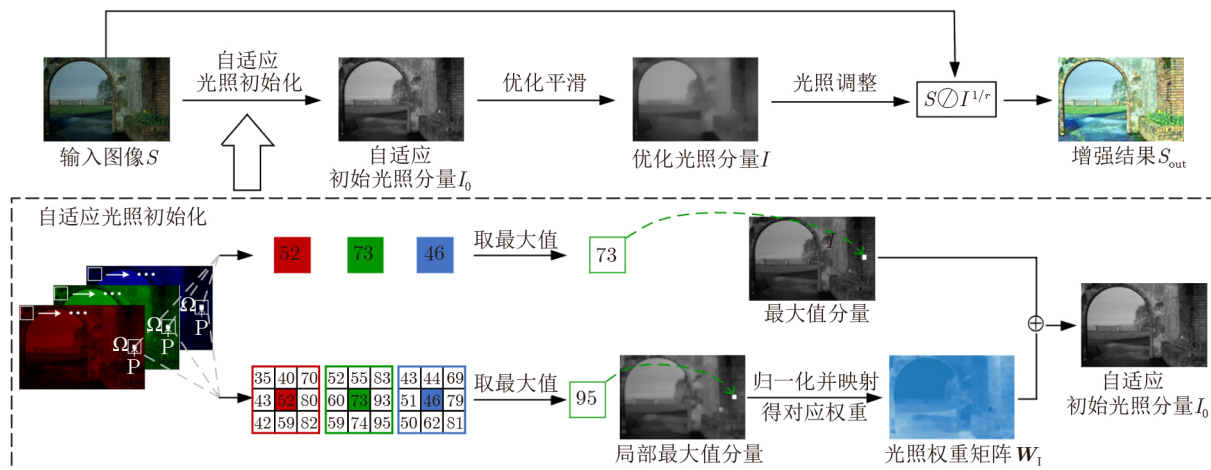 自适应
光照初始化
优化平滑
光照调整
S⊘I^{1/r}
输入图像S
自适应
初始光照分量I₀
优化光照分量I
增强结果S_out
自适应光照初始化
52 73 46
取最大值
73
I
最大值分量
Ω P
Ω P
Ω P
35 40 70 52 55 83 43 44 69
43 52 80 60 73 93 51 46 79
42 59 82 59 74 95 50 62 81
取最大值
95
局部最大值分量
归一化并映射
得对应权重
光照权重矩阵 W_I
⊕
自适应
初始光照分量I₀